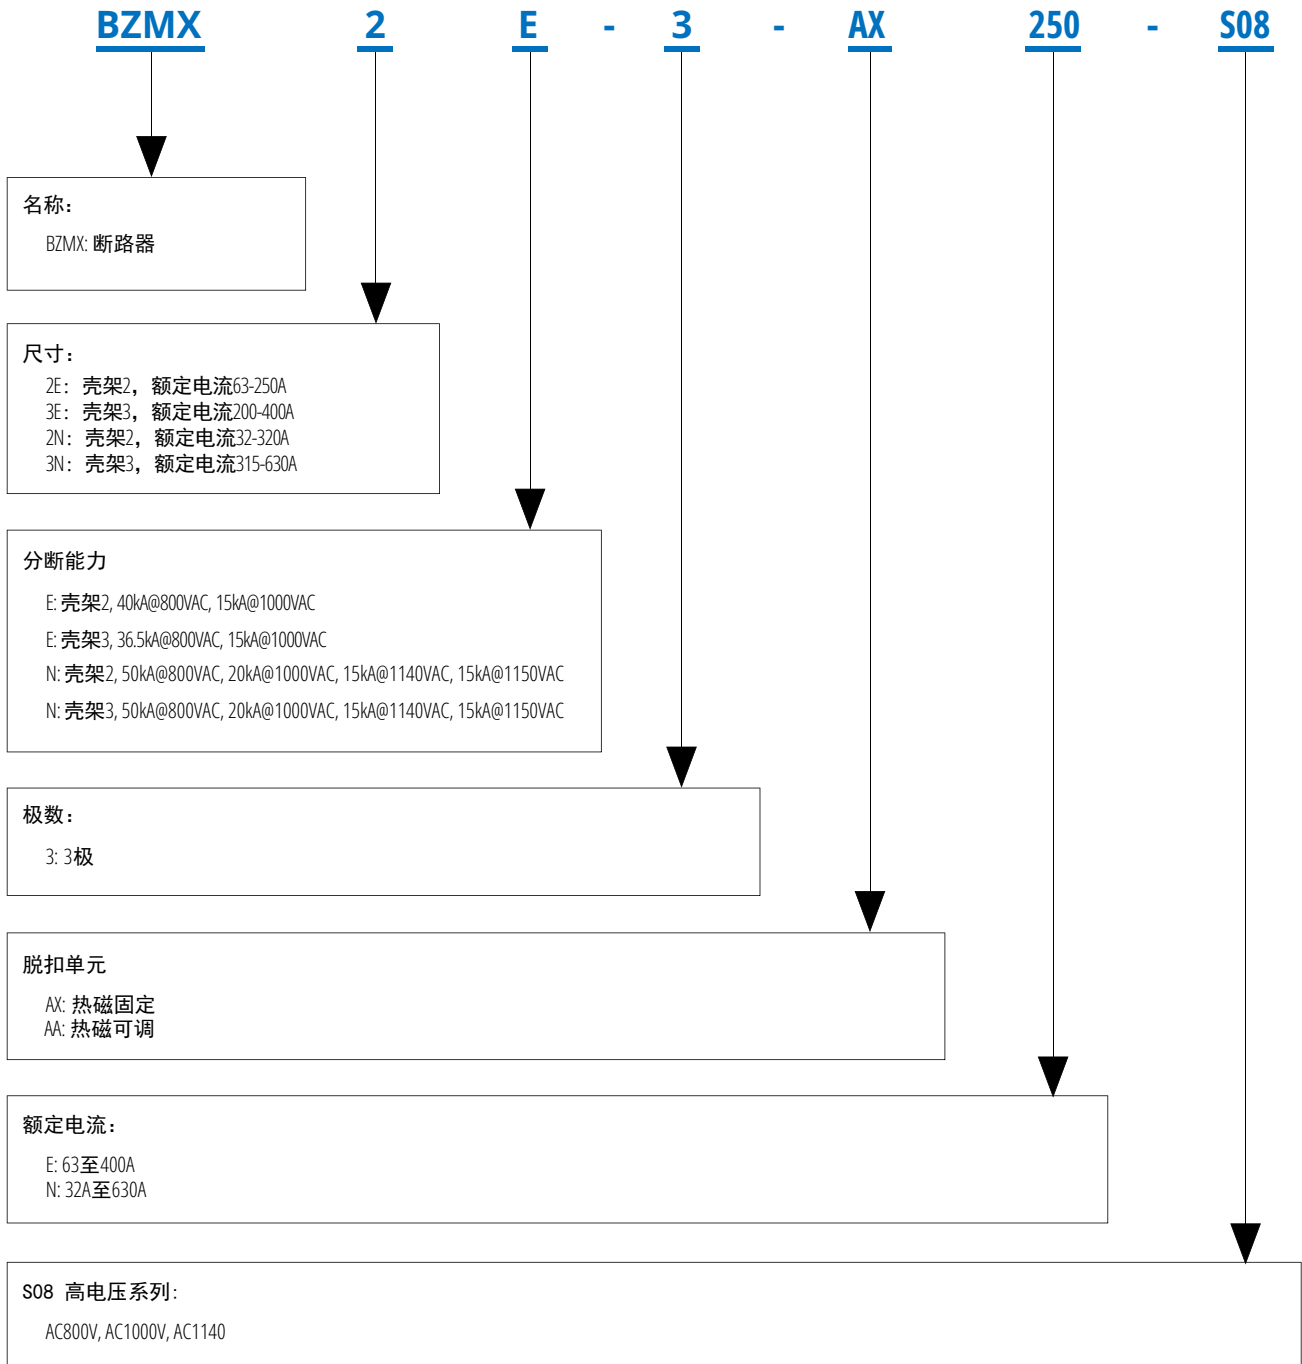 BZMX 2 E - 3 - AX 250 - S08
名称：
BZMX: 断路器
尺寸：
2E：壳架2，额定电流63-250A
3E：壳架3，额定电流200-400A
2N：壳架2，额定电流32-320A
3N：壳架3，额定电流315-630A
分断能力
E: 壳架2, 40kA@800VAC, 15kA@1000VAC
E: 壳架3, 36.5kA@800VAC, 15kA@1000VAC
N: 壳架2, 50kA@800VAC, 20kA@1000VAC, 15kA@1140VAC, 15kA@1150VAC
N: 壳架3, 50kA@800VAC, 20kA@1000VAC, 15kA@1140VAC, 15kA@1150VAC
极数：
3: 3极
脱扣单元
AX: 热磁固定
AA: 热磁可调
额定电流：
E: 63至400A
N: 32A至630A
S08 高电压系列:
AC800V, AC1000V, AC1140